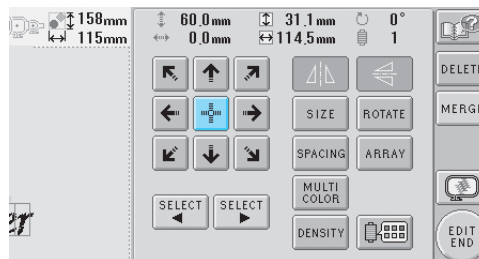 158mm 60.0mm 31.1mm 0°
115mm 0.0mm 114.5mm 1
DELETE
SIZE ROTATE MERGE
SPACING ARRAY
SELECT SELECT MULTI COLOR
er DENSITY EDIT END